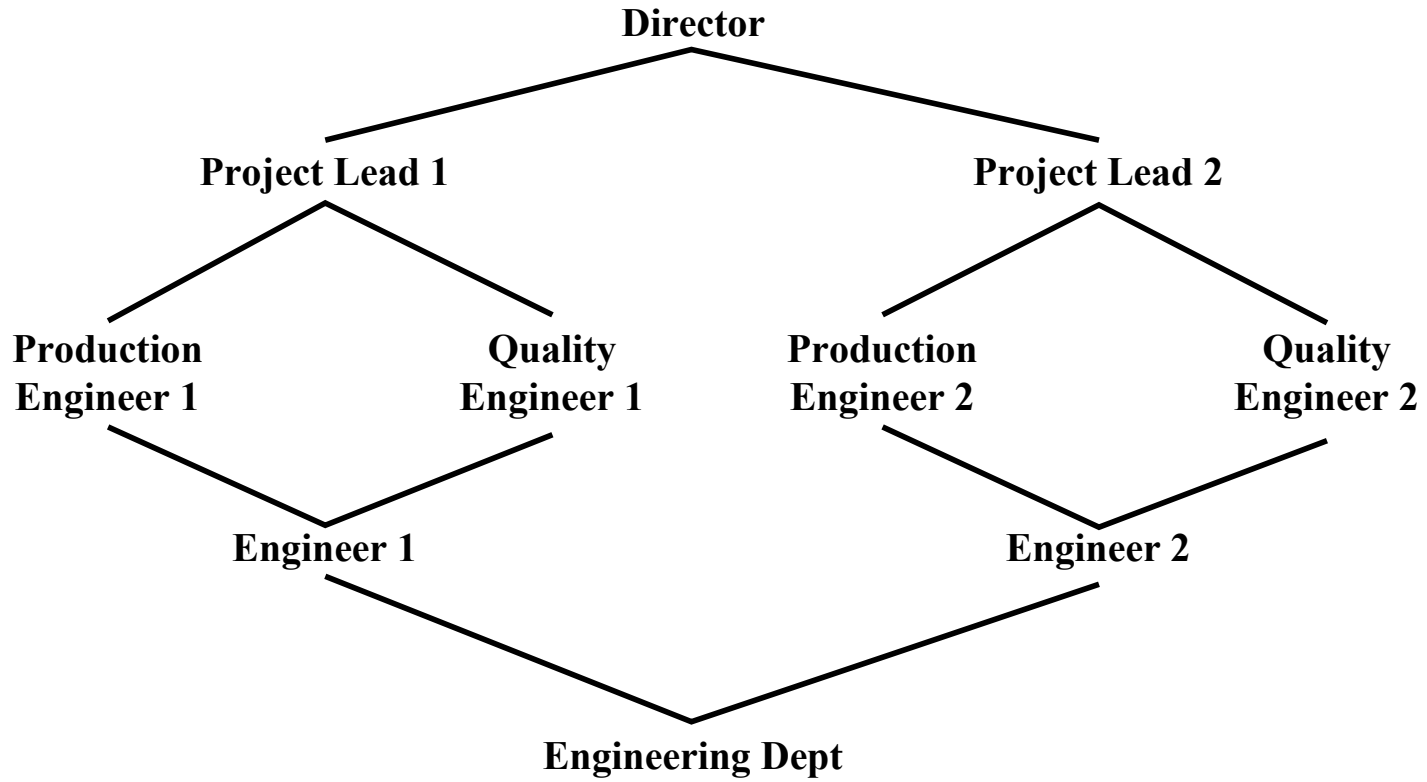 Director
Project Lead 1
Project Lead 2
Production
Engineer 1
Quality
Engineer 1
Production
Engineer 2
Quality
Engineer 2
Engineer 1
Engineer 2
Engineering Dept